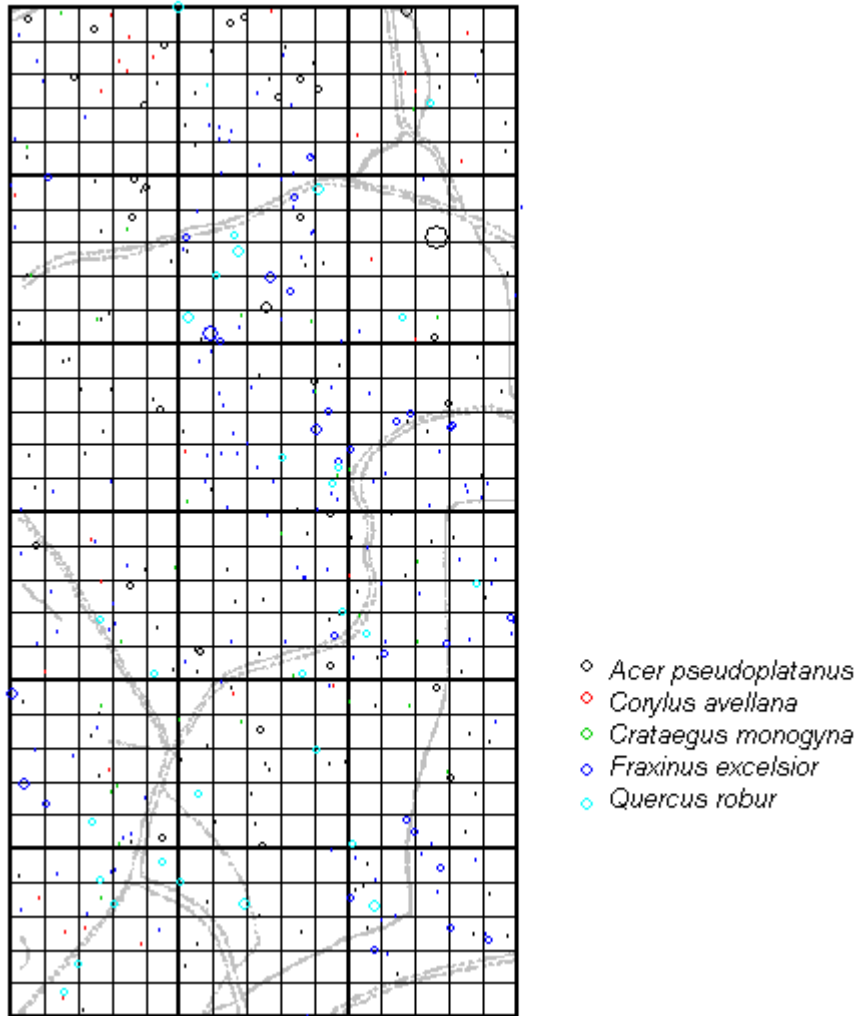 Acer pseudoplatanus
Corylus avellana
Crataegus monogyna
Fraxinus excelsior
Quercus robur